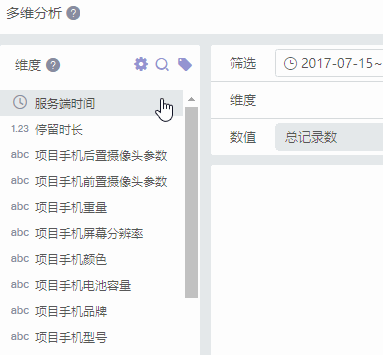 多维分析 ?
维度 ?
服务端时间
1.23 停留时长
abc 项目手机后置摄像头参数
abc 项目手机前置摄像头参数
abc 项目手机重量
abc 项目手机屏幕分辨率
abc 项目手机颜色
abc 项目手机电池容量
abc 项目手机品牌
abc 项目手机型号
筛选 2017-07-15~
维度
数值 总记录数